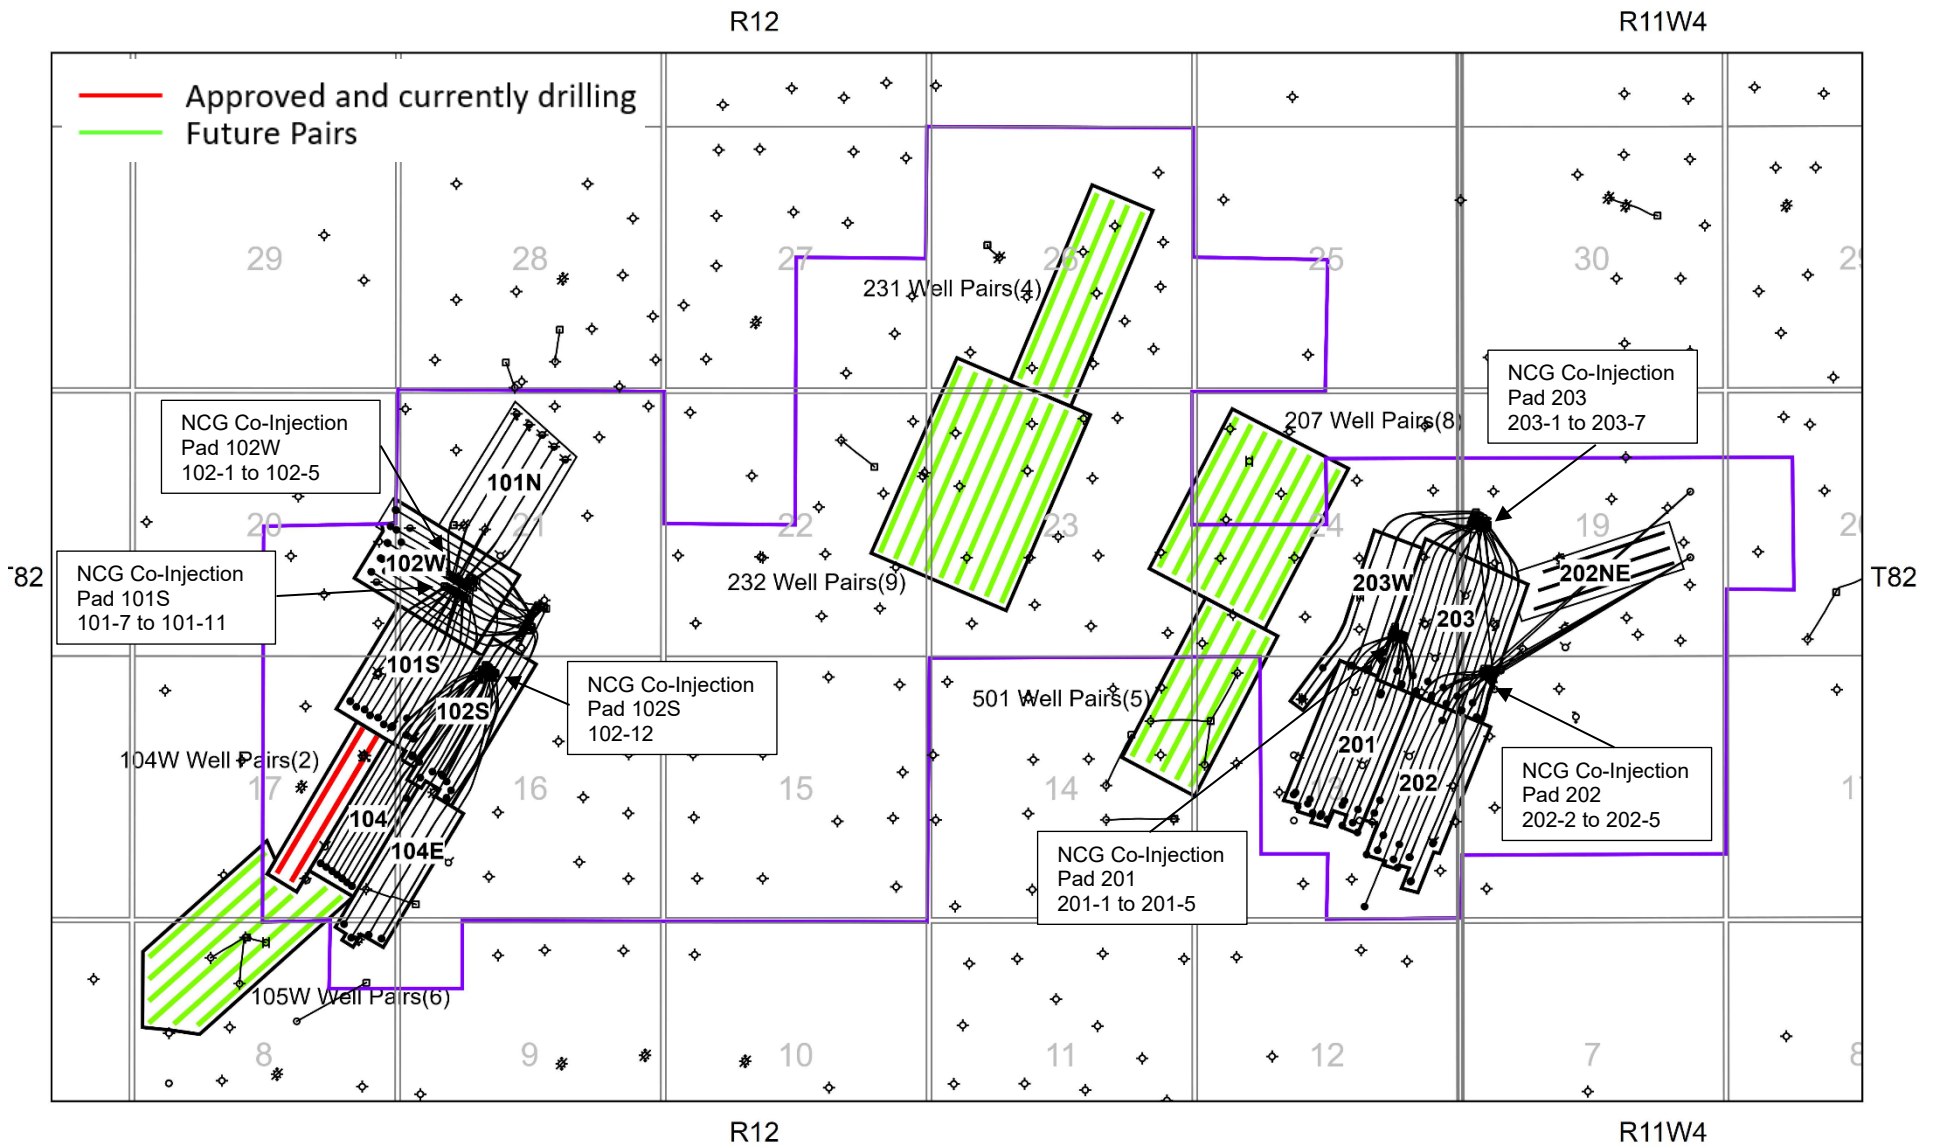 R12 R11W4
Approved and currently drilling
Future Pairs
29 28 27 26 25 30 29
231 Well Pairs(4)
NCG Co-Injection
Pad 203
203-1 to 203-7
NCG Co-Injection
Pad 102W
102-1 to 102-5
207 Well Pairs(8)
101N
20 21 22 23 24 19 20
102W
NCG Co-Injection
Pad 101S
101-7 to 101-11
232 Well Pairs(9)
203W
202NE
203
T82 T82
101S
NCG Co-Injection
Pad 102S
102-12
102S
501 Well Pairs(5)
104W Well Pairs(2)
201
202
NCG Co-Injection
Pad 202
202-2 to 202-5
17 16 15 14 13 17
104
104E
NCG Co-Injection
Pad 201
201-1 to 201-5
105W Well Pairs(6)
8 9 10 11 12 7 8
R12 R11W4